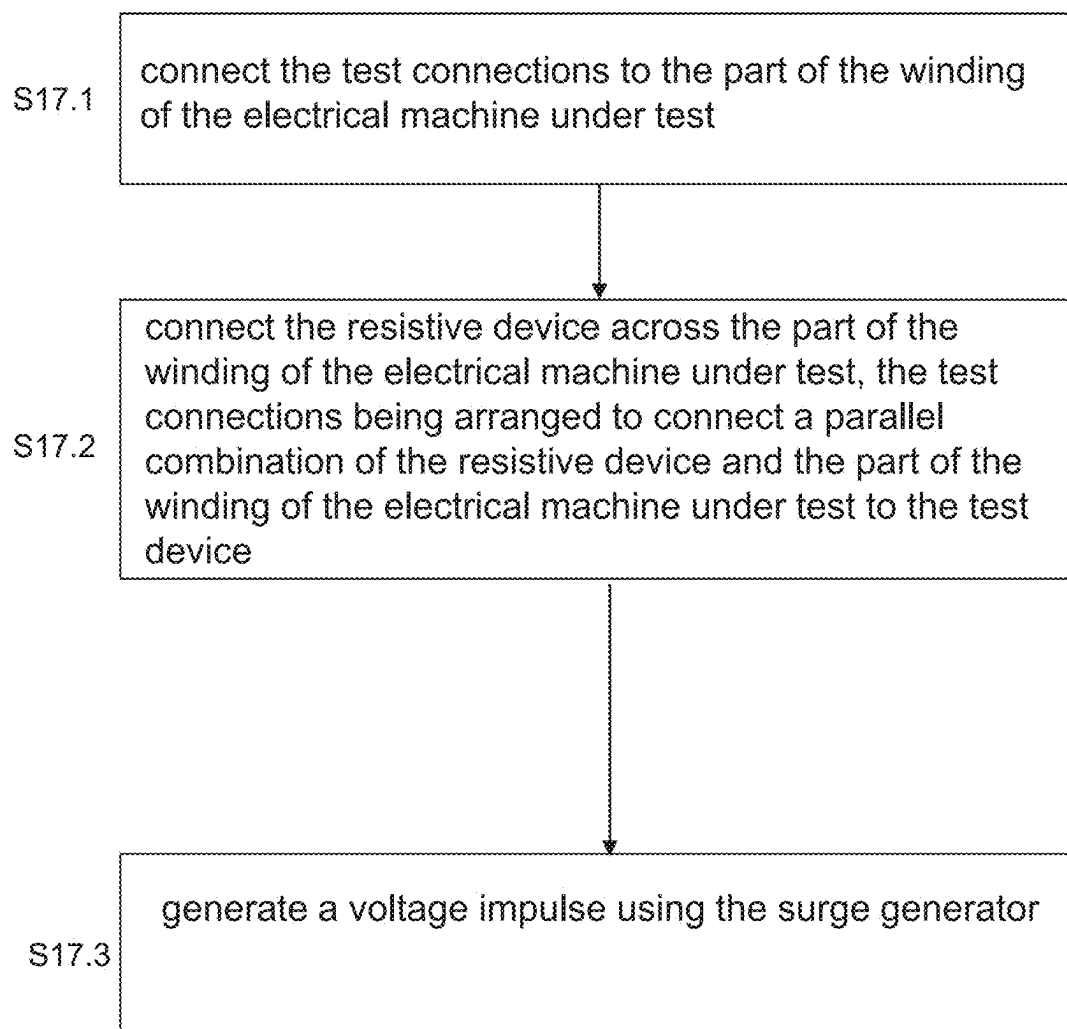 S17.1
connect the test connections to the part of the winding
of the electrical machine under test
S17.2
connect the resistive device across the part of the
winding of the electrical machine under test, the test
connections being arranged to connect a parallel
combination of the resistive device and the part of the
winding of the electrical machine under test to the test
device
S17.3
generate a voltage impulse using the surge generator